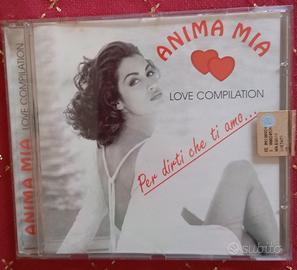 ANIMA MIA
LOVE COMPILATION
Per dirti che ti amo...
ANIMA MIA LOVE COMPILATION
subito